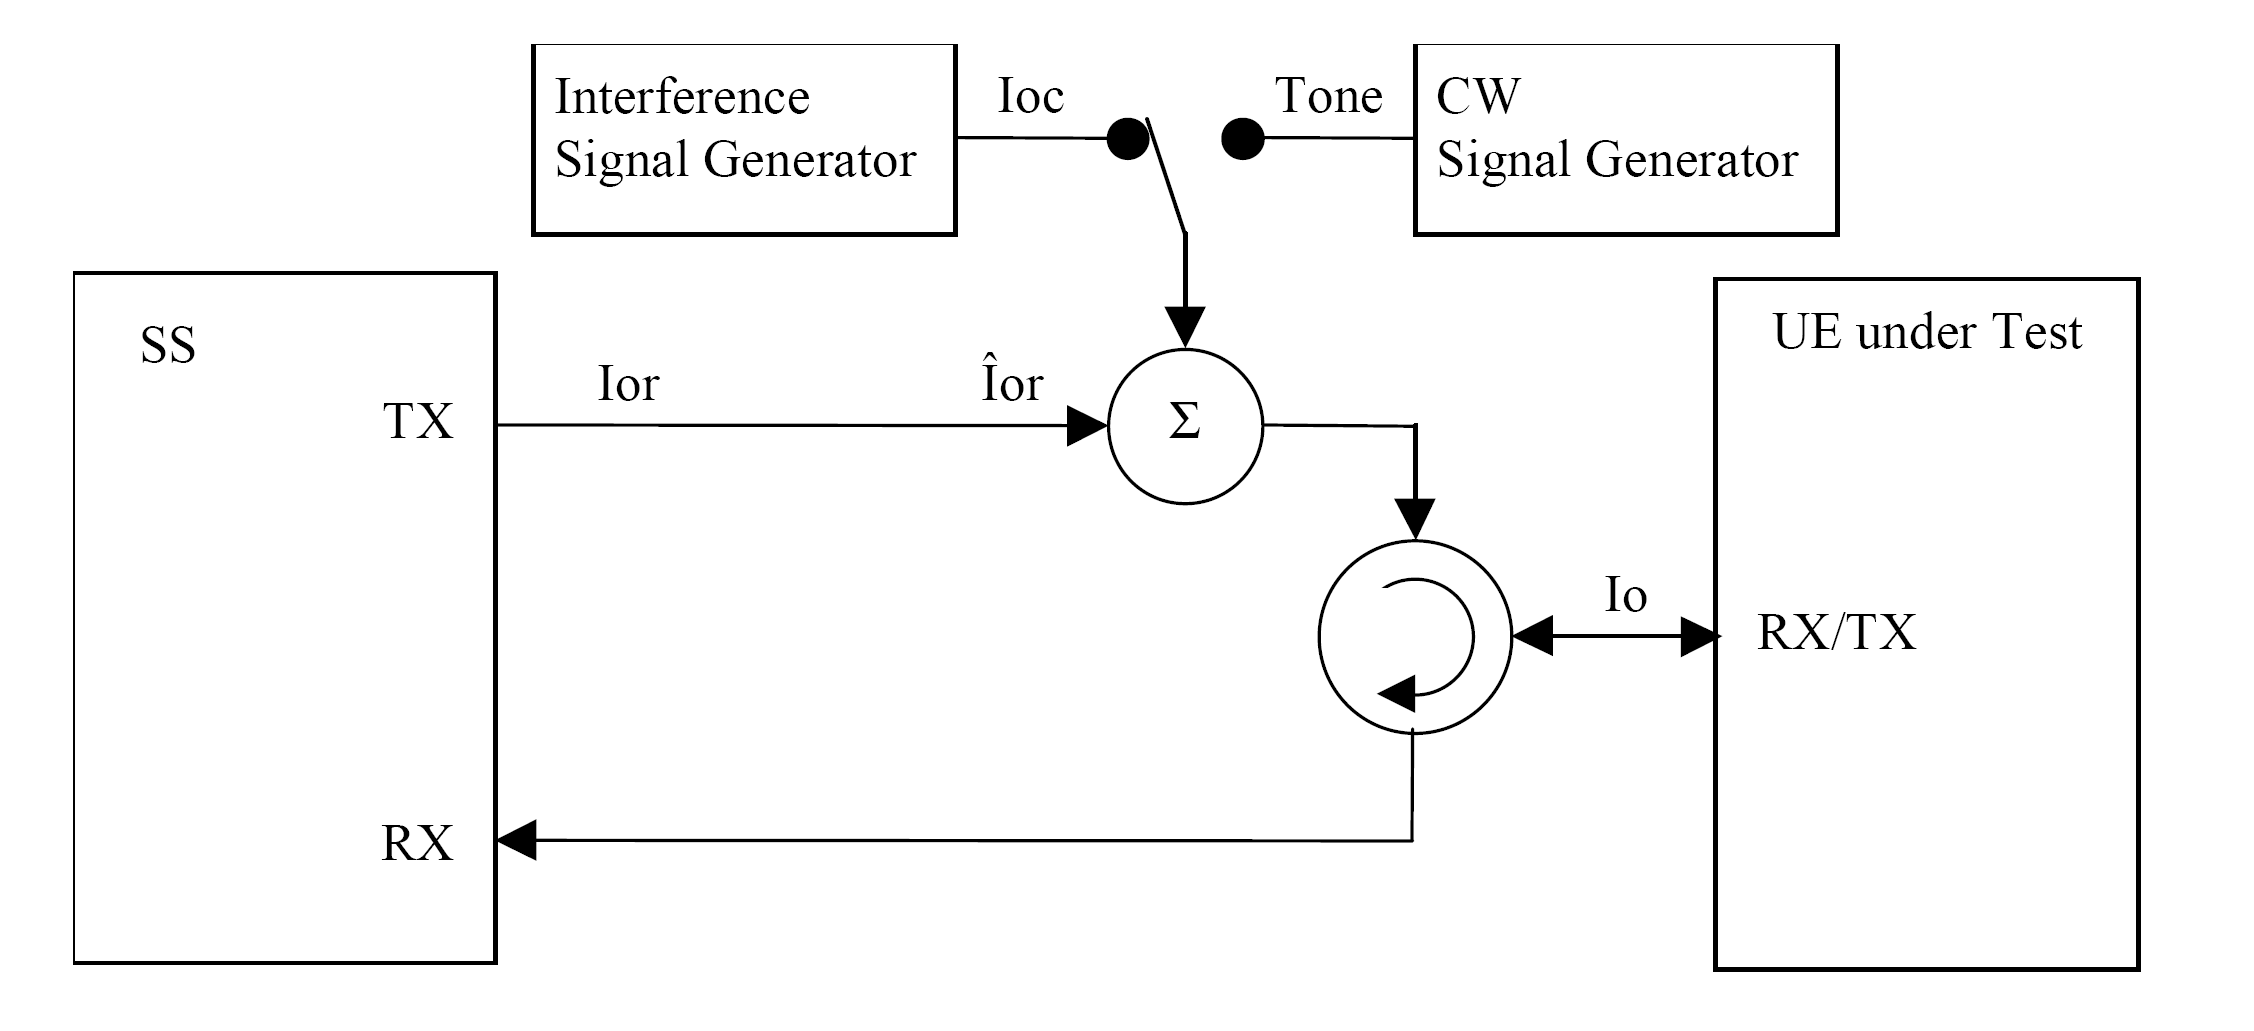 Interference
Signal Generator
Ioc
Tone
CW
Signal Generator
SS
TX
Ior
Îor
Σ
UE under Test
Io
RX/TX
RX